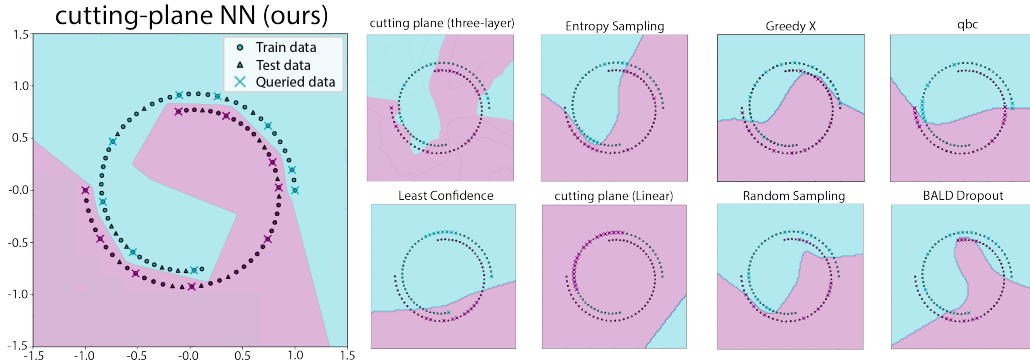 cutting-plane NN (ours)
1.5
1.0
0.5
-0.0
-0.5
-1.0
-1.5
-1.5
-1.0
-0.5
-0.0
0.5
1.0
1.5
Train data
Test data
Queried data
cutting plane (three-layer)
Entropy Sampling
Greedy X
qbc
Least Confidence
cutting plane (Linear)
Random Sampling
BALD Dropout